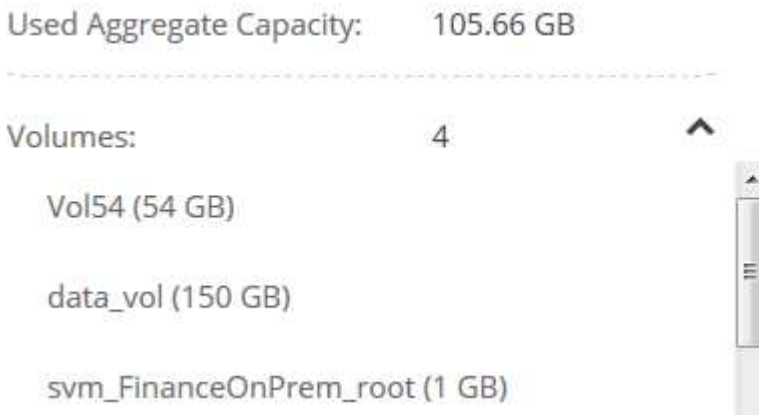 Used Aggregate Capacity: 105.66 GB
Volumes: 4
Vol54 (54 GB)
data_vol (150 GB)
svm_FinanceOnPrem_root (1 GB)